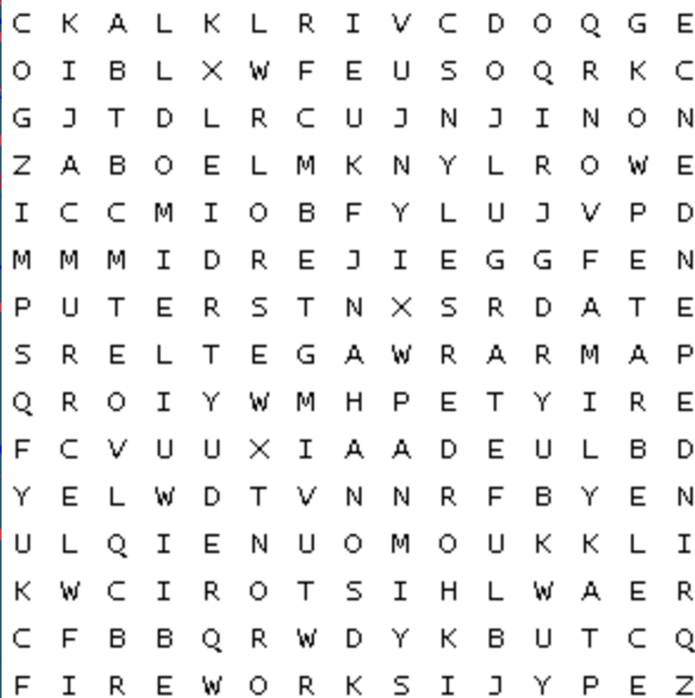 C K A L K L R I V C D O Q G E
O I B L X W F E U S O Q R K C
G J T D L R C U J N J I N O N
Z A B O E L M K N Y L R O W E
I C C M I O B F Y L U J V P D
M M M I D R E J I E G G F E N
P U T E R S T N X S R D A T E
S R E L T E G A W R A R M A P
Q R O I Y W M H P E T Y I R E
F C V U U X I A A D E U L B D
Y E L W D T V N N R F B Y E N
U L Q I E N U O M O U K K L I
K W C I R O T S I H L W A E R
C F B B Q R W D Y K B U T C Q
F I R E W O R K S I J Y P E Z